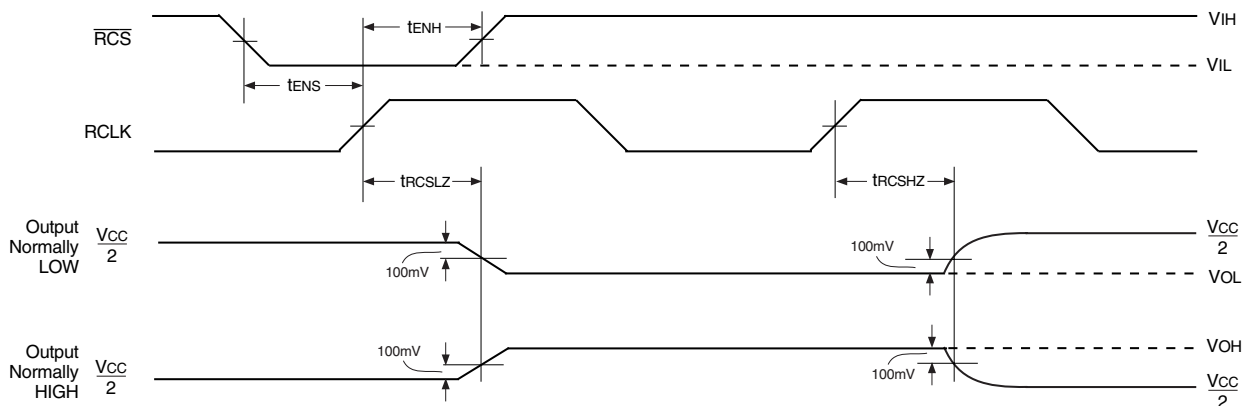 RCS
tENH
VIH
VIL
tENS
RCLK
tRCSLZ
tRCSHZ
Output
Normally
LOW
VCC
2
100mV
100mV
VCC
2
VOL
Output
Normally
HIGH
VCC
2
100mV
100mV
VOH
VCC
2